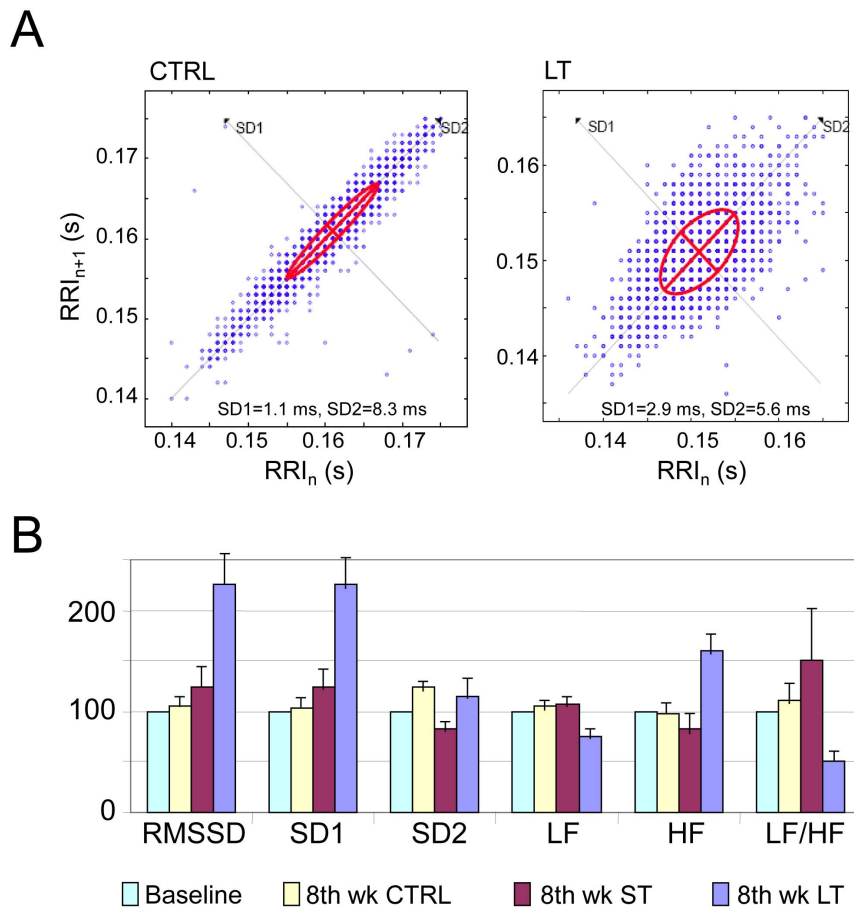 A
CTRL
LT
SD1
SD2
SD1
SD2
0.17
0.16
0.15
0.14
RRIn+1 (s)
SD1=1.1 ms, SD2=8.3 ms
0.14 0.15 0.16 0.17
RRIn (s)
0.16
0.15
0.14
SD1=2.9 ms, SD2=5.6 ms
0.14 0.15 0.16
RRIn (s)
B
200
100
0
RMSSD SD1 SD2 LF HF LF/HF
Baseline 8th wk CTRL 8th wk ST 8th wk LT